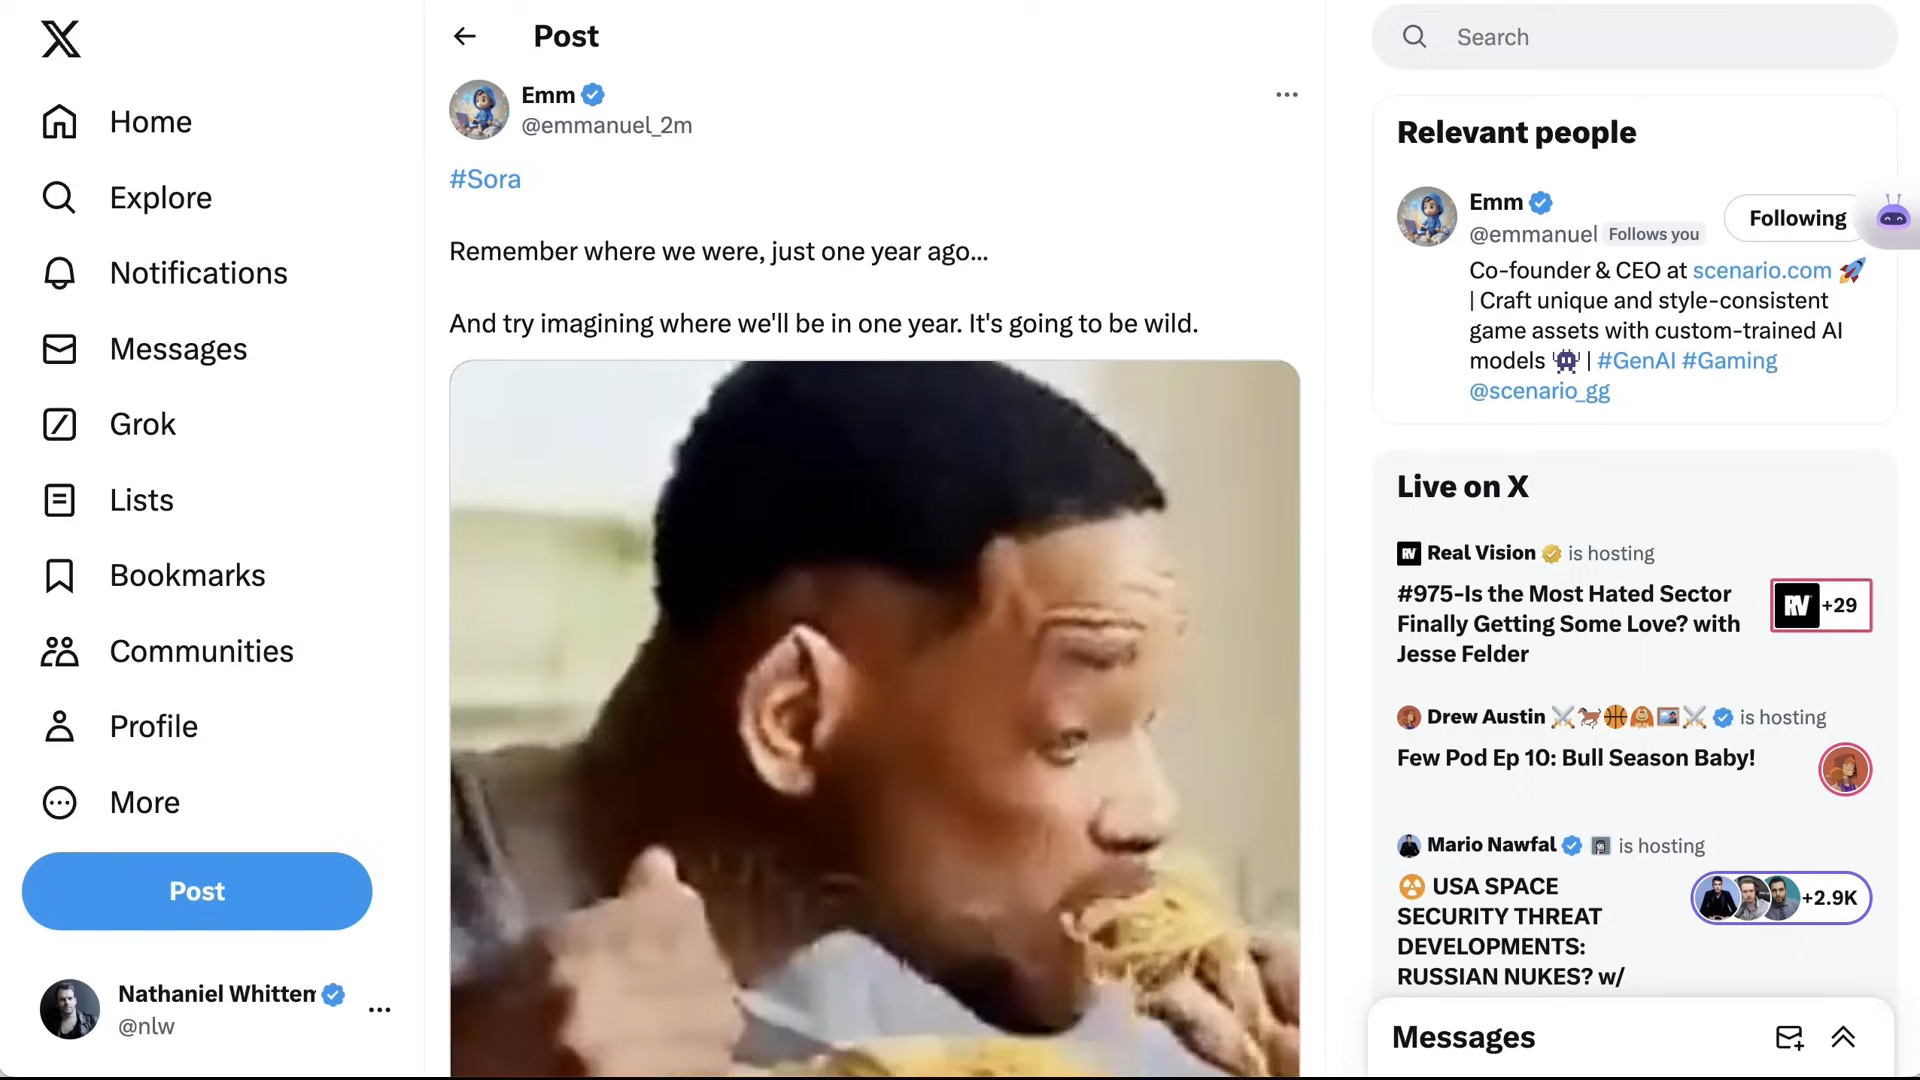 Home
Explore
Notifications
Messages
Grok
Lists
Bookmarks
Communities
Profile
More
Post
Nathaniel Whittem
@nlw
Post
Emm
@emmanuel_2m
#Sora
Remember where we were, just one year ago...
And try imagining where we'll be in one year. It's going to be wild.
Search
Relevant people
Emm
@emmanuel Follows you
Following
Co-founder & CEO at scenario.com 🚀
| Craft unique and style-consistent
game assets with custom-trained AI
models 👾 | #GenAI #Gaming
@scenario_gg
Live on X
RV Real Vision is hosting
#975-Is the Most Hated Sector
Finally Getting Some Love? with
Jesse Felder
RV +29
Drew Austin ⚔️🐎🏀🦧🖼️⚔️ is hosting
Few Pod Ep 10: Bull Season Baby!
Mario Nawfal is hosting
☢️ USA SPACE
SECURITY THREAT
DEVELOPMENTS:
RUSSIAN NUKES? w/
+2.9K
Messages